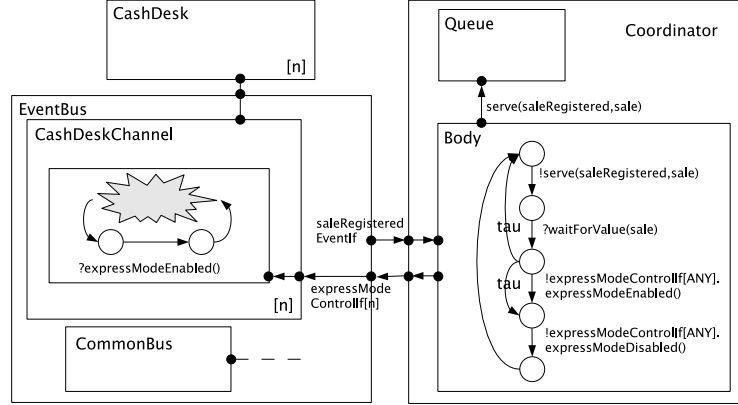 CashDesk
[n]
EventBus
CashDeskChannel
?expressModeEnabled()
[n]
CommonBus
saleRegistered
EventIf
expressMode
ControlIf[n]
Queue
Coordinator
serve(saleRegistered,sale)
Body
!serve(saleRegistered,sale)
tau
?waitForValue(sale)
tau
!expressModeControlIf[ANY].
expressModeEnabled()
!expressModeControlIf[ANY].
expressModeDisabled()